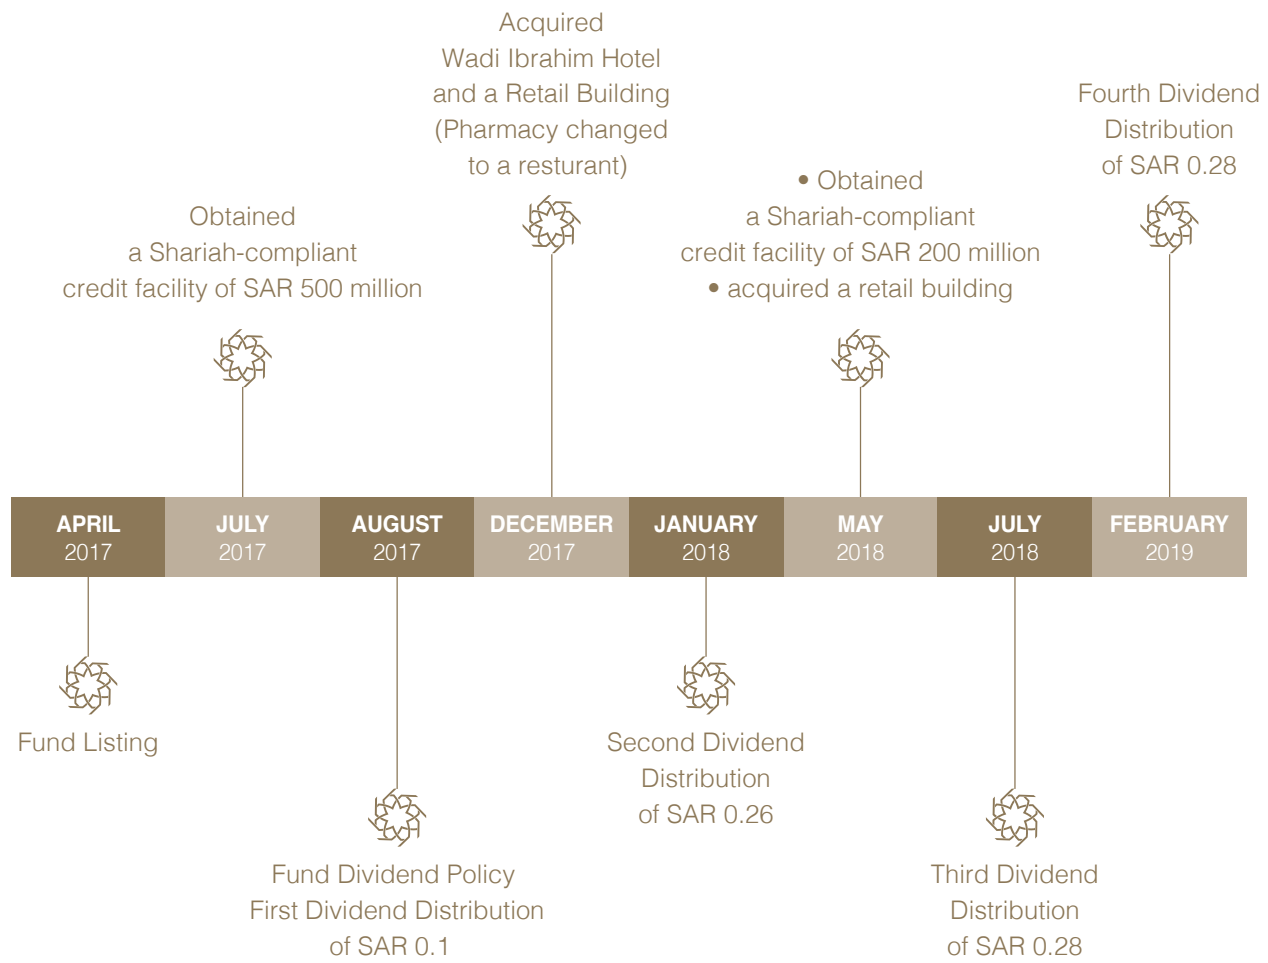 Acquired
Wadi Ibrahim Hotel
and a Retail Building
(Pharmacy changed
to a resturant)
Fourth Dividend
Distribution
of SAR 0.28
Obtained
a Shariah-compliant
credit facility of SAR 500 million
• Obtained
a Shariah-compliant
credit facility of SAR 200 million
• acquired a retail building
APRIL
2017
JULY
2017
AUGUST
2017
DECEMBER
2017
JANUARY
2018
MAY
2018
JULY
2018
FEBRUARY
2019
Fund Listing
Second Dividend
Distribution
of SAR 0.26
Fund Dividend Policy
First Dividend Distribution
of SAR 0.1
Third Dividend
Distribution
of SAR 0.28